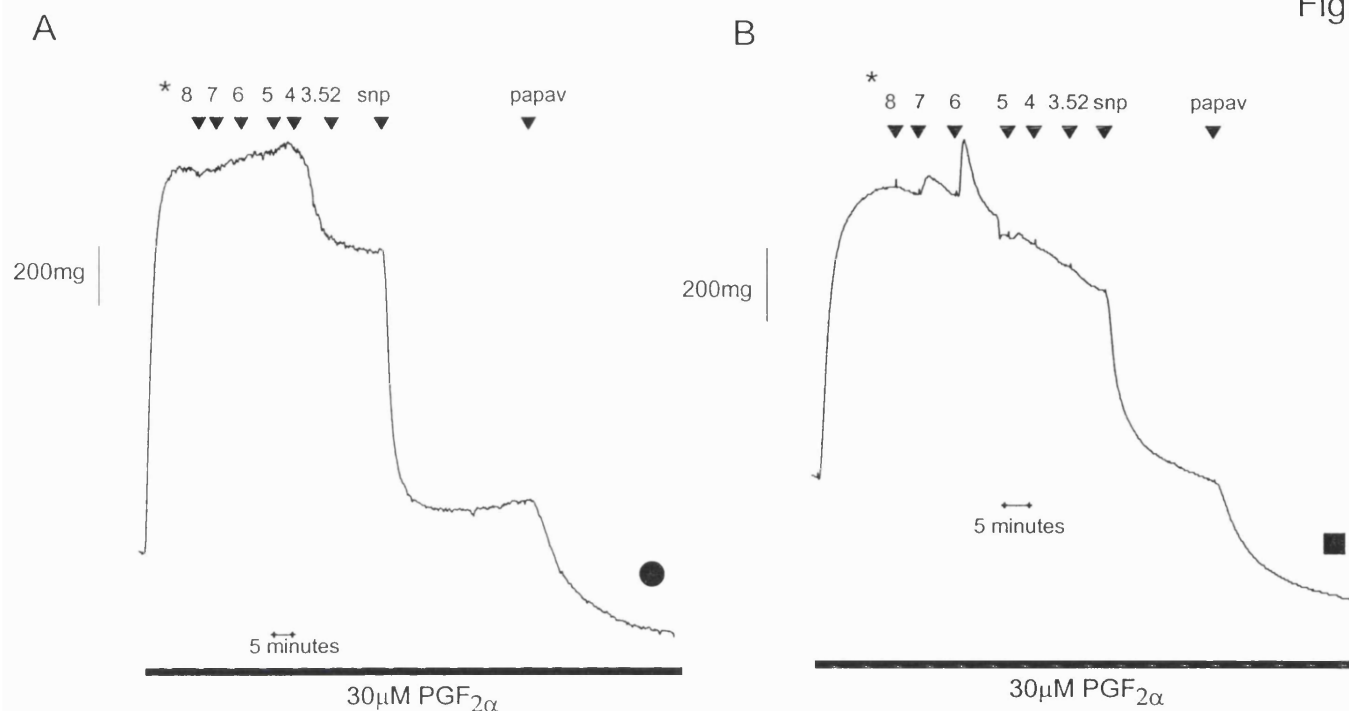 Fig
A
* 8 7 6 5 4 3.52 snp papav
200mg
5 minutes
30µM PGF2α
B
* 8 7 6 5 4 3.52 snp papav
200mg
5 minutes
30µM PGF2α